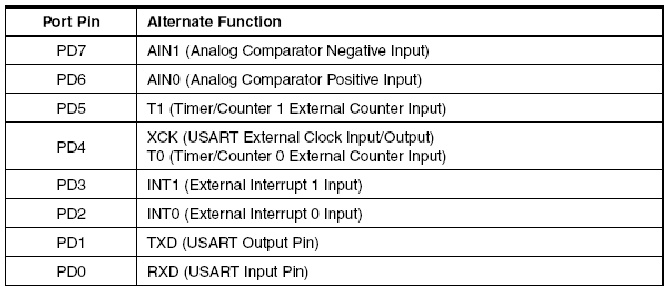 Port Pin Alternate Function
PD7 AIN1 (Analog Comparator Negative Input)
PD6 AIN0 (Analog Comparator Positive Input)
PD5 T1 (Timer/Counter 1 External Counter Input)
PD4 XCK (USART External Clock Input/Output)
T0 (Timer/Counter 0 External Counter Input)
PD3 INT1 (External Interrupt 1 Input)
PD2 INT0 (External Interrupt 0 Input)
PD1 TXD (USART Output Pin)
PD0 RXD (USART Input Pin)